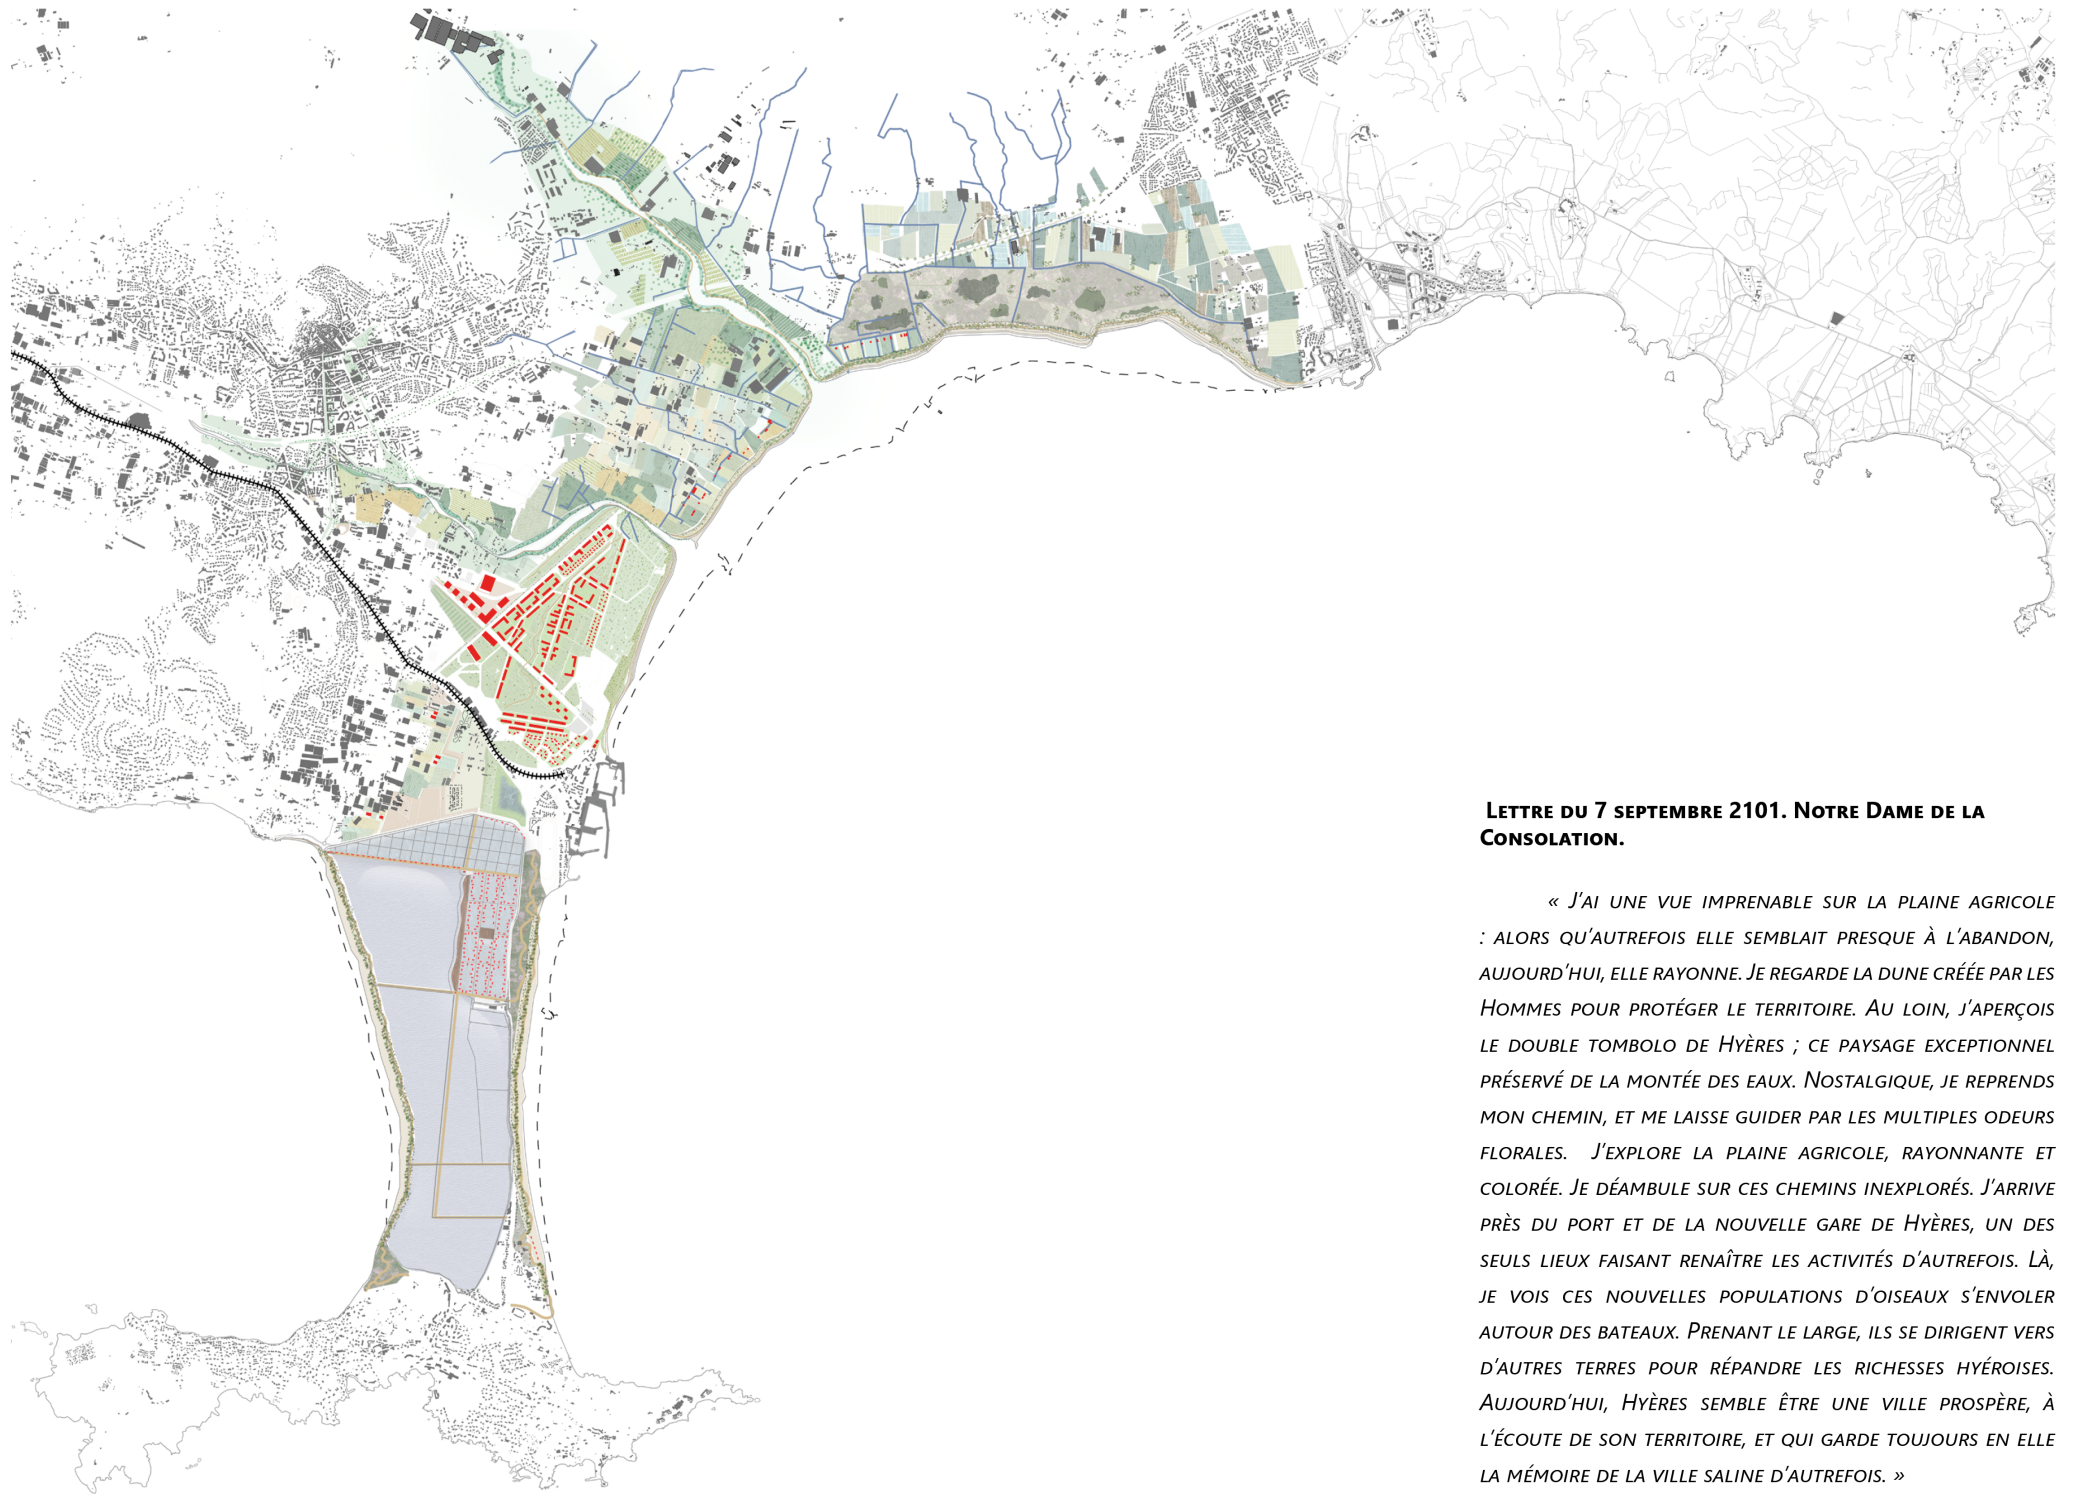 Lettre du 7 septembre 2101. Notre Dame de la
Consolation.
« J'ai une vue imprenable sur la plaine agricole
: alors qu'autrefois elle semblait presque à l'abandon,
aujourd'hui, elle rayonne. Je regarde la dune créée par les
Hommes pour protéger le territoire. Au loin, j'aperçois
le double tombolo de Hyères ; ce paysage exceptionnel
préservé de la montée des eaux. Nostalgique, je reprends
mon chemin, et me laisse guider par les multiples odeurs
florales. J'explore la plaine agricole, rayonnante et
colorée. Je déambule sur ces chemins inexplorés. J'arrive
près du port et de la nouvelle gare de Hyères, un des
seuls lieux faisant renaître les activités d'autrefois. Là,
je vois ces nouvelles populations d'oiseaux s'envoler
autour des bateaux. Prenant le large, ils se dirigent vers
d'autres terres pour répandre les richesses hyéroises.
Aujourd'hui, Hyères semble être une ville prospère, à
l'écoute de son territoire, et qui garde toujours en elle
la mémoire de la ville saline d'autrefois. »